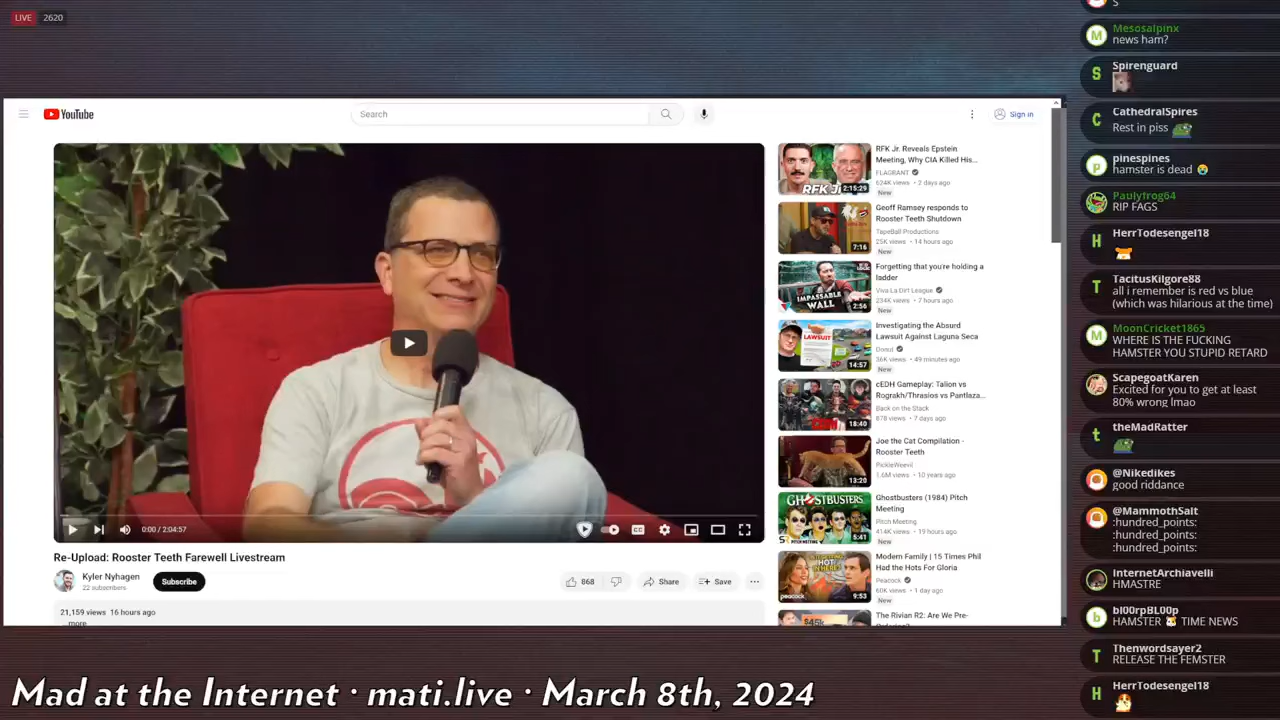 LIVE 2620
YouTube
Search
Sign in
0:00 / 2:04:57
CC
Re-Upload: Rooster Teeth Farewell Livestream
Kyler Nyhagen
22 subscribers
Subscribe
868
Share
Save
21,159 views 16 hours ago
...more
RFK JR
2:15:29
RFK Jr. Reveals Epstein
Meeting, Why CIA Killed His...
FLAGRANT
624K views • 2 days ago
New
7:16
Geoff Ramsey responds to
Rooster Teeth Shutdown
TapeBall Productions
25K views • 14 hours ago
New
IMPASSABLE
WALL
2:56
Forgetting that you're holding a
ladder
Viva La Dirt League
234K views • 7 hours ago
New
LAWSUIT
14:57
Investigating the Absurd
Lawsuit Against Laguna Seca
Donut
36K views • 49 minutes ago
New
18:40
cEDH Gameplay: Talion vs
Rograkh/Thrasios vs Pantlaza...
Back on the Stack
878 views • 7 days ago
13:20
Joe the Cat Compilation -
Rooster Teeth
PickleWeevil
1.6M views • 10 years ago
GHOSTBUSTERS
PITCH MEETING
5:41
Ghostbusters (1984) Pitch
Meeting
Pitch Meeting
414K views • 19 hours ago
New
peacock
9:53
Modern Family | 15 Times Phil
Had the Hots For Gloria
Peacock
60K views • 1 day ago
New
$45K
The Rivian R2: Are We Pre-
S
Mesosalpinx
news ham?
Spirenguard
CathedralSpires
Rest in piss
pinespines
hamster is dead
Paulyfrog64
RIP FAGS
HerrTodesengel18
TactitusIpore88
all i remember is red vs blue
(which was hilarious at the time)
MoonCricket1865
WHERE IS THE FUCKING
HAMSTER YOU STUPID RETARD
ScapegoatKaren
Excited for you to get at least
80% wrong lmao
theMadRatter
@Nikedikes
good riddance
@MammothSalt
:hundred_points:
:hundred_points:
:hundred_points:
InternetArchiavelli
HMASTRE
bl00rpBL00p
HAMSTER TIME NEWS
Thenwordsayer2
RELEASE THE FEMSTER
HerrTodesengel18
Mad at the Internet · mati.live · March 8th, 2024